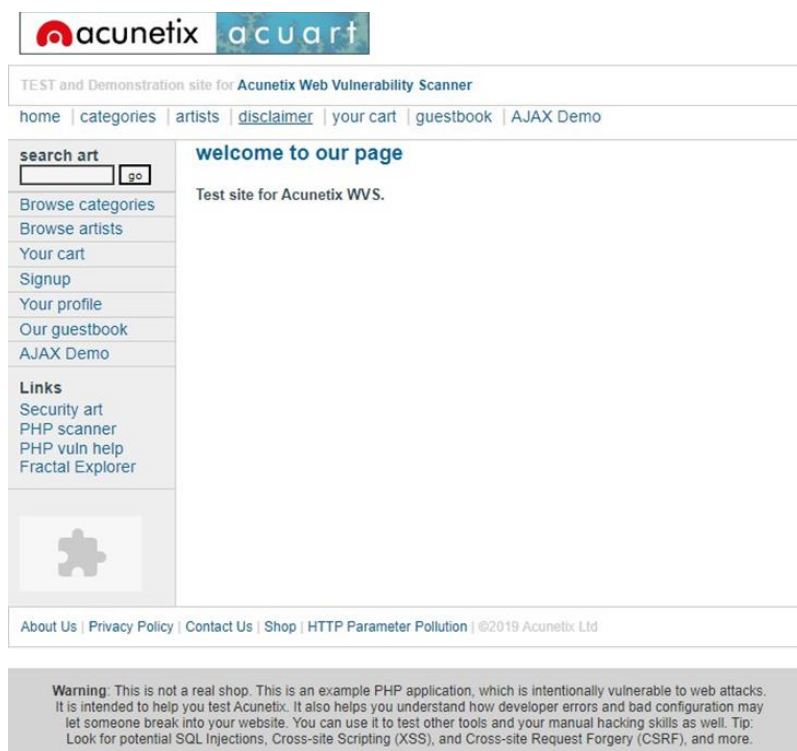 acunetix acuart
TEST and Demonstration site for Acunetix Web Vulnerability Scanner
home | categories | artists | disclaimer | your cart | guestbook | AJAX Demo
search art
go
Browse categories
Browse artists
Your cart
Signup
Your profile
Our guestbook
AJAX Demo
Links
Security art
PHP scanner
PHP vuln help
Fractal Explorer
welcome to our page
Test site for Acunetix WVS.
About Us | Privacy Policy | Contact Us | Shop | HTTP Parameter Pollution | ©2019 Acunetix Ltd
Warning: This is not a real shop. This is an example PHP application, which is intentionally vulnerable to web attacks.
It is intended to help you test Acunetix. It also helps you understand how developer errors and bad configuration may
let someone break into your website. You can use it to test other tools and your manual hacking skills as well. Tip:
Look for potential SQL Injections, Cross-site Scripting (XSS), and Cross-site Request Forgery (CSRF), and more.